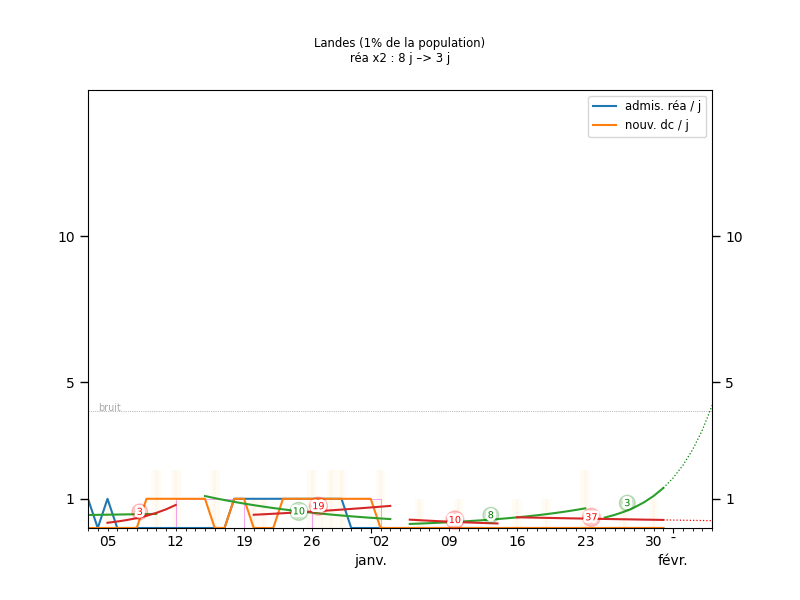 Landes (1% de la population)
réa x2 : 8 j –> 3 j
admis. réa / j
nouv. dc / j
10 10
5 5
bruit
1 1
3 10 19 10 8 37 3
05 12 19 26 02 09 16 23 30
janv. févr.